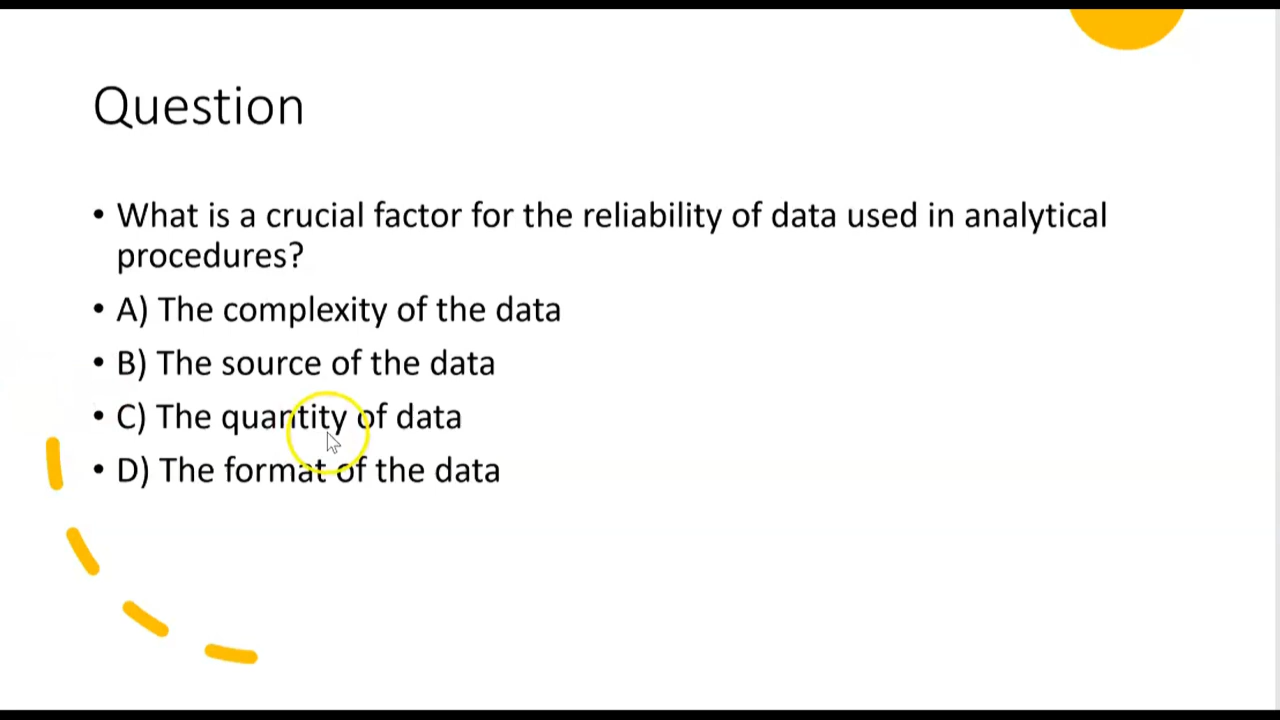 Question
• What is a crucial factor for the reliability of data used in analytical
procedures?
• A) The complexity of the data
• B) The source of the data
• C) The quantity of data
• D) The format of the data